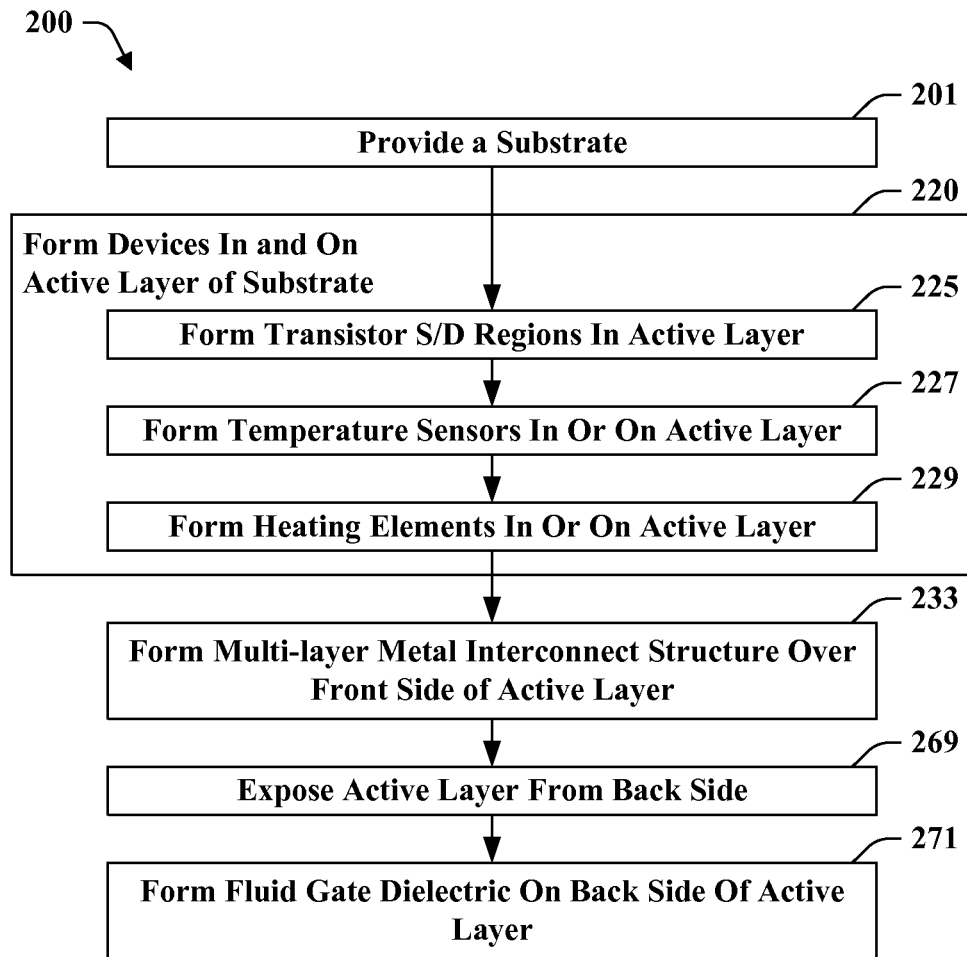 200
201
Provide a Substrate
220
Form Devices In and On
Active Layer of Substrate
225
Form Transistor S/D Regions In Active Layer
227
Form Temperature Sensors In Or On Active Layer
229
Form Heating Elements In Or On Active Layer
233
Form Multi-layer Metal Interconnect Structure Over
Front Side of Active Layer
269
Expose Active Layer From Back Side
271
Form Fluid Gate Dielectric On Back Side Of Active
Layer